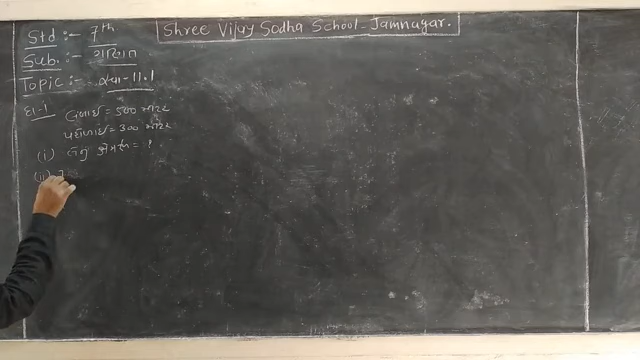 Shree Vijay Sodha School - Jamnagar.
Std :- 7th
Sub. :- ગણિત
Topic :- સ્વા-11.1
દા-1 લંબાઈ = 500 મીટર
પહોળાઈ = 300 મીટર
(i) તેનું ક્ષેત્રફળ = ?
(ii)